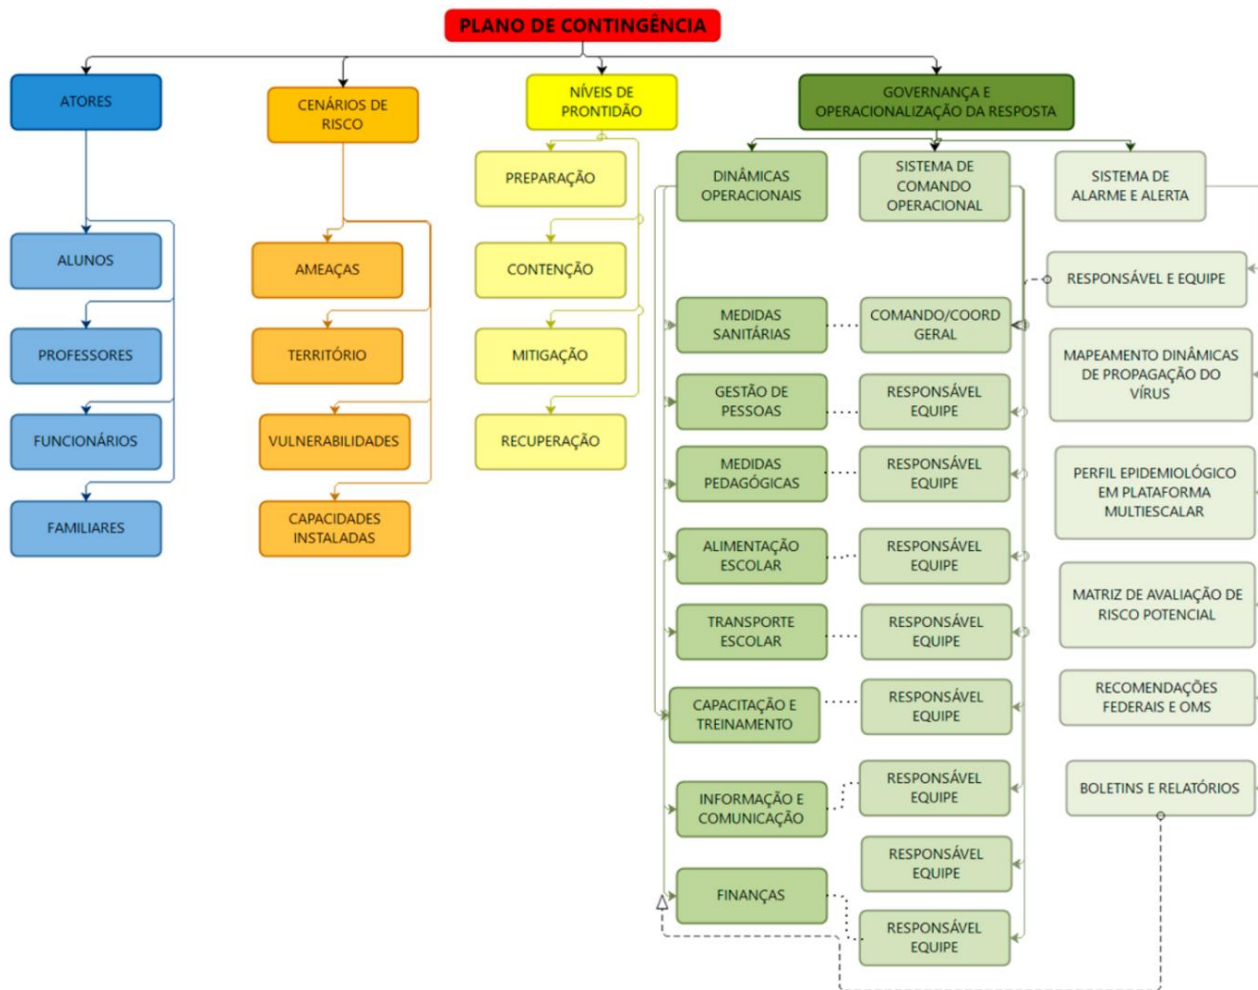 PLANO DE CONTINGÊNCIA
ATORES
CENÁRIOS DE
RISCO
NÍVEIS DE
PRONTIDÃO
GOVERNANÇA E
OPERACIONALIZAÇÃO DA RESPOSTA
ALUNOS
PROFESSORES
FUNCIONÁRIOS
FAMILIARES
AMEAÇAS
TERRITÓRIO
VULNERABILIDADES
CAPACIDADES
INSTALADAS
PREPARAÇÃO
CONTENÇÃO
MITIGAÇÃO
RECUPERAÇÃO
DINÂMICAS
OPERACIONAIS
MEDIDAS
SANITÁRIAS
GESTÃO DE
PESSOAS
MEDIDAS
PEDAGÓGICAS
ALIMENTAÇÃO
ESCOLAR
TRANSPORTE
ESCOLAR
CAPACITAÇÃO E
TREINAMENTO
INFORMAÇÃO E
COMUNICAÇÃO
FINANÇAS
SISTEMA DE
COMANDO
OPERACIONAL
COMANDO/COORD
GERAL
RESPONSÁVEL
EQUIPE
RESPONSÁVEL
EQUIPE
RESPONSÁVEL
EQUIPE
RESPONSÁVEL
EQUIPE
RESPONSÁVEL
EQUIPE
RESPONSÁVEL
EQUIPE
RESPONSÁVEL
EQUIPE
RESPONSÁVEL
EQUIPE
SISTEMA DE
ALARME E ALERTA
RESPONSÁVEL E EQUIPE
MAPEAMENTO DINÂMICAS
DE PROPAGAÇÃO DO
VÍRUS
PERFIL EPIDEMIOLÓGICO
EM PLATAFORMA
MULTIESCALAR
MATRIZ DE AVALIAÇÃO DE
RISCO POTENCIAL
RECOMENDAÇÕES
FEDERAIS E OMS
BOLETINS E RELATÓRIOS